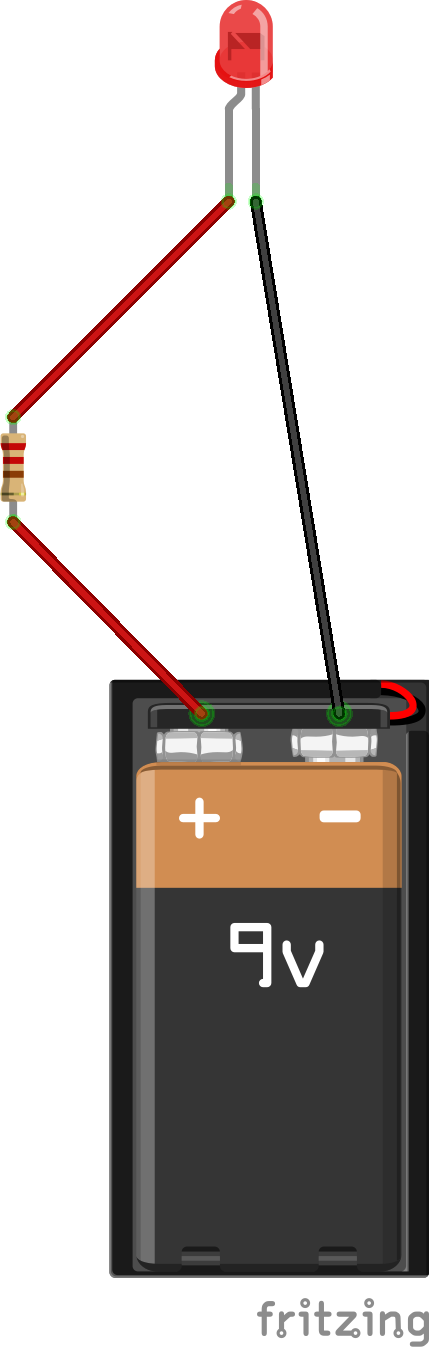 + −
9v
fritzing